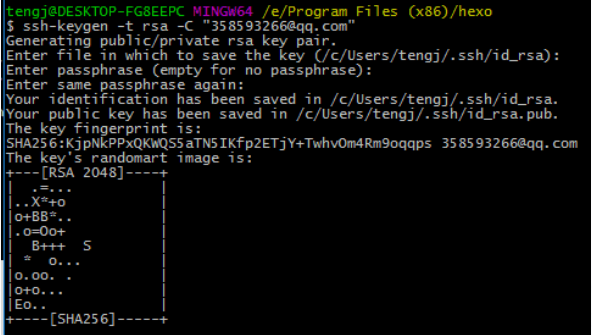 tengj@DESKTOP-FG8EEPC MINGW64 /e/Program Files (x86)/hexo
$ ssh-keygen -t rsa -C "358593266@qq.com"
Generating public/private rsa key pair.
Enter file in which to save the key (/c/Users/tengj/.ssh/id_rsa):
Enter passphrase (empty for no passphrase):
Enter same passphrase again:
Your identification has been saved in /c/Users/tengj/.ssh/id_rsa.
Your public key has been saved in /c/Users/tengj/.ssh/id_rsa.pub.
The key fingerprint is:
SHA256:KjpNkPPxQKWQS5aTN5IKfp2ETjY+TwhvOm4Rm9oqqps 358593266@qq.com
The key's randomart image is:
+---[RSA 2048]----+
|  .=...          |
|..X*+o           |
|o+BB*..          |
|.o=Oo+           |
|  B+++  S        |
| *  o...         |
|o.oo. .          |
|o+o...           |
|Eo..             |
+----[SHA256]-----+